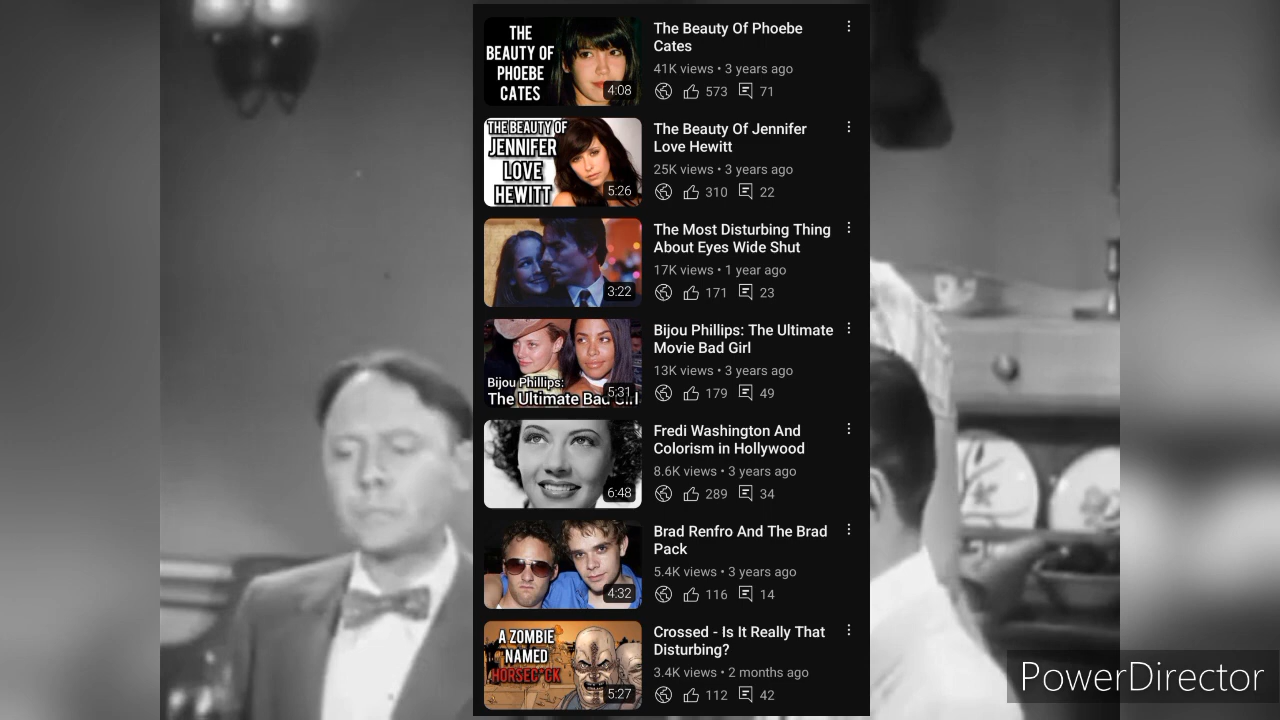 THE
BEAUTY OF
PHOEBE
CATES
4:08
The Beauty Of Phoebe
Cates
41K views • 3 years ago
573 71
THE BEAUTY OF
JENNIFER
LOVE
HEWITT
5:26
The Beauty Of Jennifer
Love Hewitt
25K views • 3 years ago
310 22
3:22
The Most Disturbing Thing
About Eyes Wide Shut
17K views • 1 year ago
171 23
Bijou Phillips:
The Ultimate Bad Girl
5:31
Bijou Phillips: The Ultimate
Movie Bad Girl
13K views • 3 years ago
179 49
6:48
Fredi Washington And
Colorism in Hollywood
8.6K views • 3 years ago
289 34
4:32
Brad Renfro And The Brad
Pack
5.4K views • 3 years ago
116 14
A ZOMBIE
NAMED
HORSEC*CK
5:27
Crossed - Is It Really That
Disturbing?
3.4K views • 2 months ago
112 42
PowerDirector